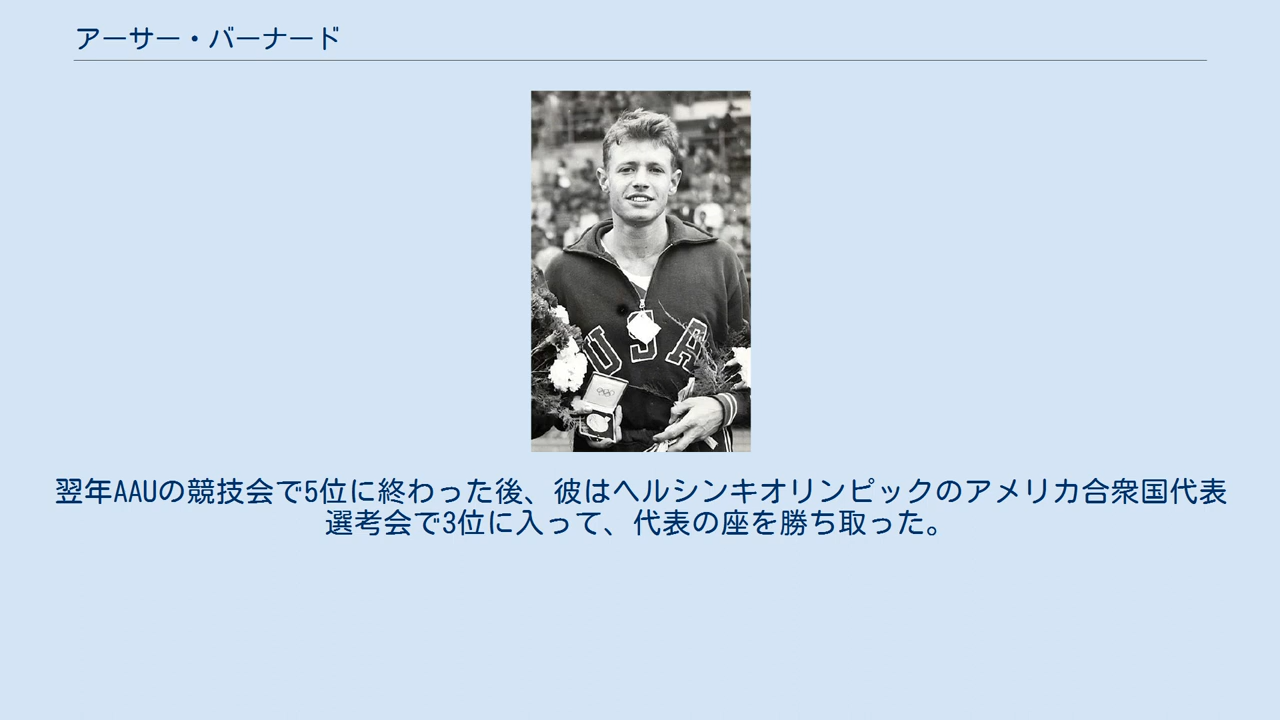 アーサー・バーナード
USA
翌年AAUの競技会で5位に終わった後、彼はヘルシンキオリンピックのアメリカ合衆国代表
選考会で3位に入って、代表の座を勝ち取った。